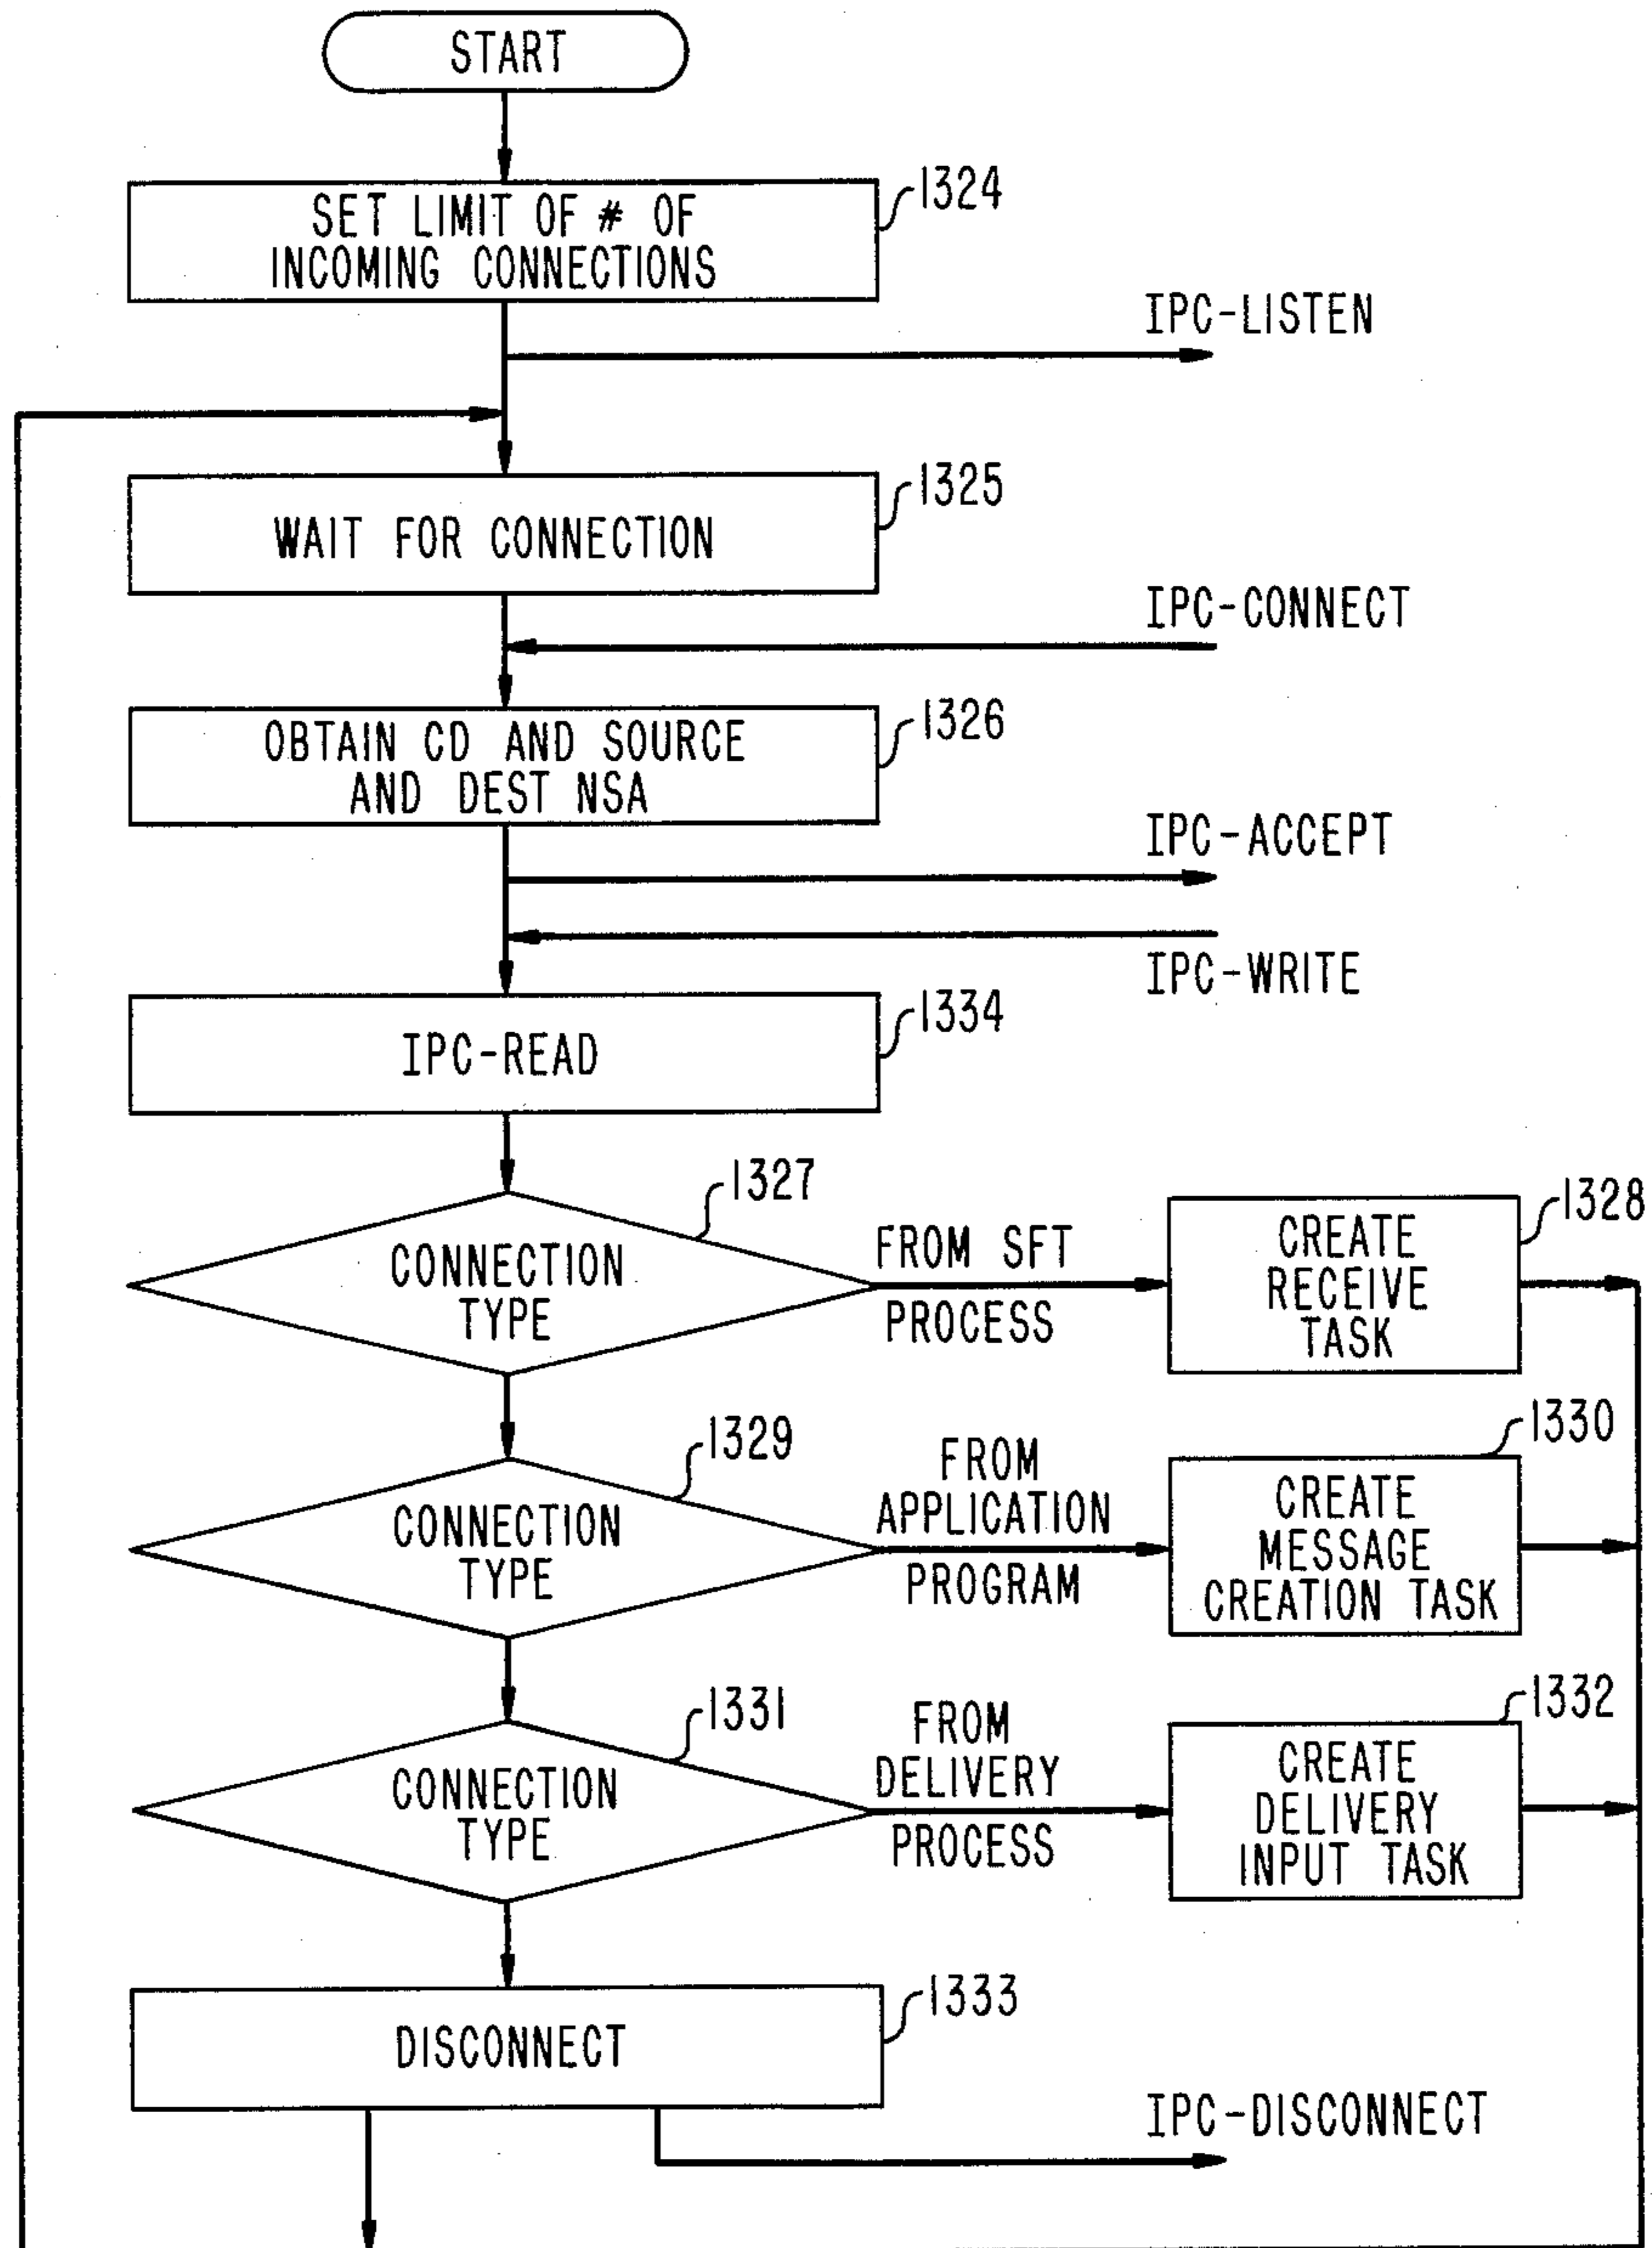 START
1324
SET LIMIT OF # OF
INCOMING CONNECTIONS
IPC-LISTEN
1325
WAIT FOR CONNECTION
IPC-CONNECT
1326
OBTAIN CD AND SOURCE
AND DEST NSA
IPC-ACCEPT
IPC-WRITE
1334
IPC-READ
1327
CONNECTION
TYPE
FROM SFT
PROCESS
1328
CREATE
RECEIVE
TASK
1329
CONNECTION
TYPE
FROM
APPLICATION
PROGRAM
1330
CREATE
MESSAGE
CREATION TASK
1331
CONNECTION
TYPE
FROM
DELIVERY
PROCESS
1332
CREATE
DELIVERY
INPUT TASK
1333
DISCONNECT
IPC-DISCONNECT